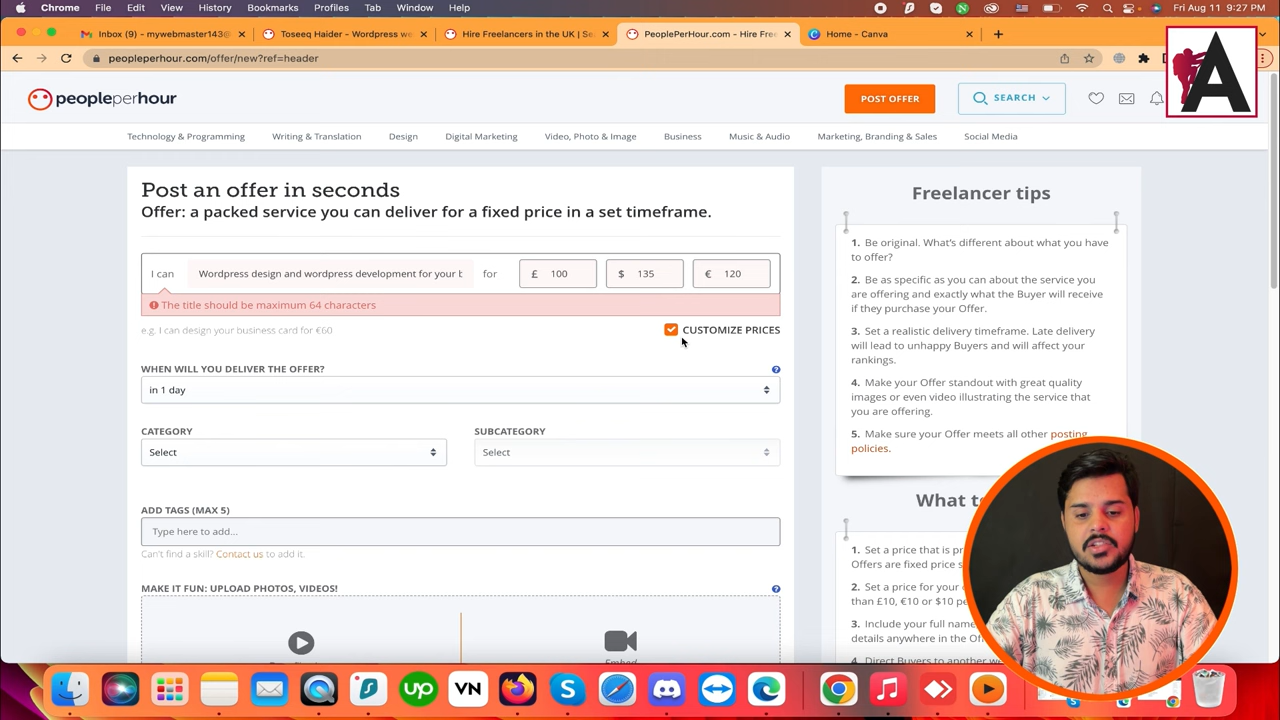 Chrome File Edit View History Bookmarks Profiles Tab Window Help Fri Aug 11 9:27 PM
Inbox (9) - mywebmaster143@ Toseeq Haider - Wordpress we Hire Freelancers in the UK | Se PeoplePerHour.com – Hire Free Home - Canva
peopleperhour.com/offer/new?ref=header
A
peopleperhour POST OFFER SEARCH
Technology & Programming Writing & Translation Design Digital Marketing Video, Photo & Image Business Music & Audio Marketing, Branding & Sales Social Media
Post an offer in seconds
Offer: a packed service you can deliver for a fixed price in a set timeframe.
I can Wordpress design and wordpress development for your b for £ 100 $ 135 € 120
The title should be maximum 64 characters
e.g. I can design your business card for €60 CUSTOMIZE PRICES
WHEN WILL YOU DELIVER THE OFFER? ?
in 1 day
CATEGORY SUBCATEGORY
Select Select
ADD TAGS (MAX 5)
Type here to add...
Can't find a skill? Contact us to add it.
MAKE IT FUN: UPLOAD PHOTOS, VIDEOS! ?
Freelancer tips
1. Be original. What's different about what you have
to offer?
2. Be as specific as you can about the service you
are offering and exactly what the Buyer will receive
if they purchase your Offer.
3. Set a realistic delivery timeframe. Late delivery
will lead to unhappy Buyers and will affect your
rankings.
4. Make your Offer standout with great quality
images or even video illustrating the service that
you are offering.
5. Make sure your Offer meets all other posting
policies.
What t
1. Set a price that is pr
Offers are fixed price s
2. Set a price for your
than £10, €10 or $10 pe
3. Include your full name
details anywhere in the O
4. Direct Buyers to another w
up VN